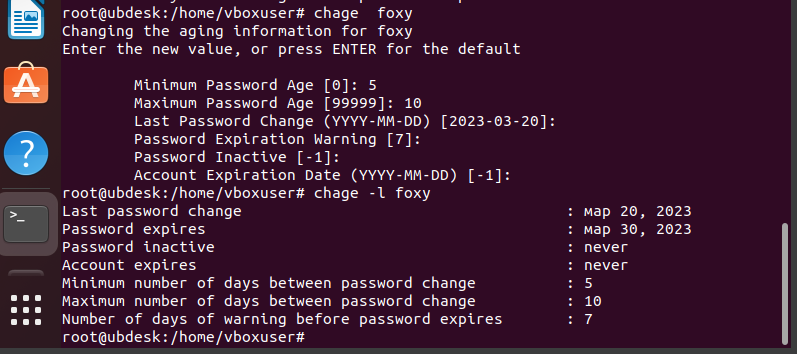 root@ubdesk:/home/vboxuser# chage  foxy
Changing the aging information for foxy
Enter the new value, or press ENTER for the default
Minimum Password Age [0]: 5
Maximum Password Age [99999]: 10
Last Password Change (YYYY-MM-DD) [2023-03-20]:
Password Expiration Warning [7]:
Password Inactive [-1]:
Account Expiration Date (YYYY-MM-DD) [-1]:
root@ubdesk:/home/vboxuser# chage -l foxy
Last password change : мар 20, 2023
Password expires : мар 30, 2023
Password inactive : never
Account expires : never
Minimum number of days between password change : 5
Maximum number of days between password change : 10
Number of days of warning before password expires : 7
root@ubdesk:/home/vboxuser#